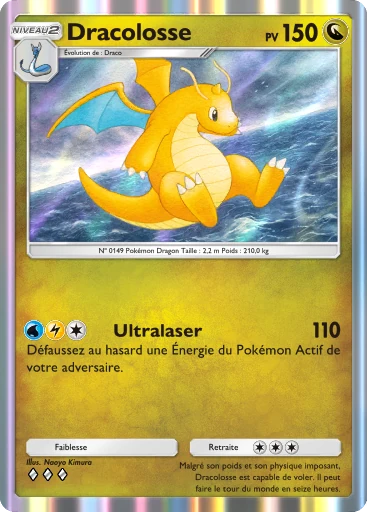 NIVEAU 2
Dracolosse
PV 150
Évolution de : Draco
N° 0149 Pokémon Dragon Taille : 2,2 m Poids : 210,0 kg
Ultralaser 110
Défaussez au hasard une Énergie du Pokémon Actif de
votre adversaire.
Faiblesse
Retraite
Illus. Naoyo Kimura
Malgré son poids et son physique imposant,
Dracolosse est capable de voler. Il peut
faire le tour du monde en seize heures.